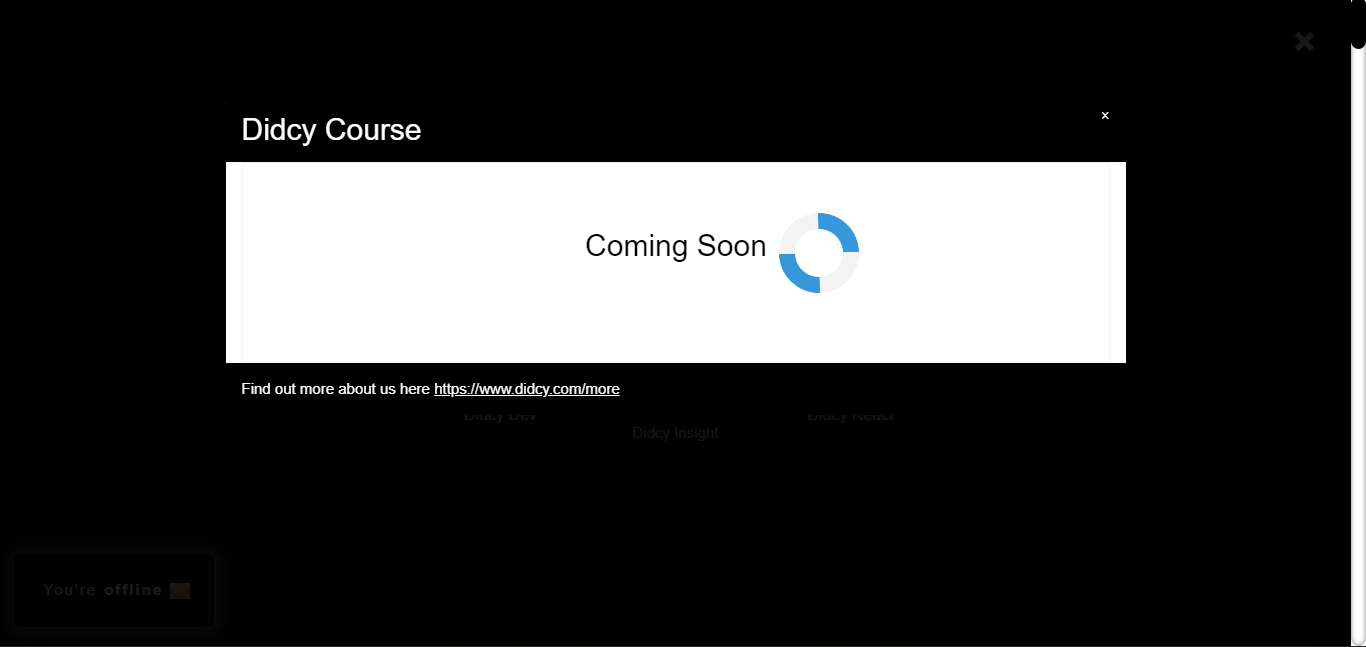 Didcy Course
×
Coming Soon
Find out more about us here https://www.didcy.com/more
Didcy Dev
Didcy React
Didcy Insight
You're offline